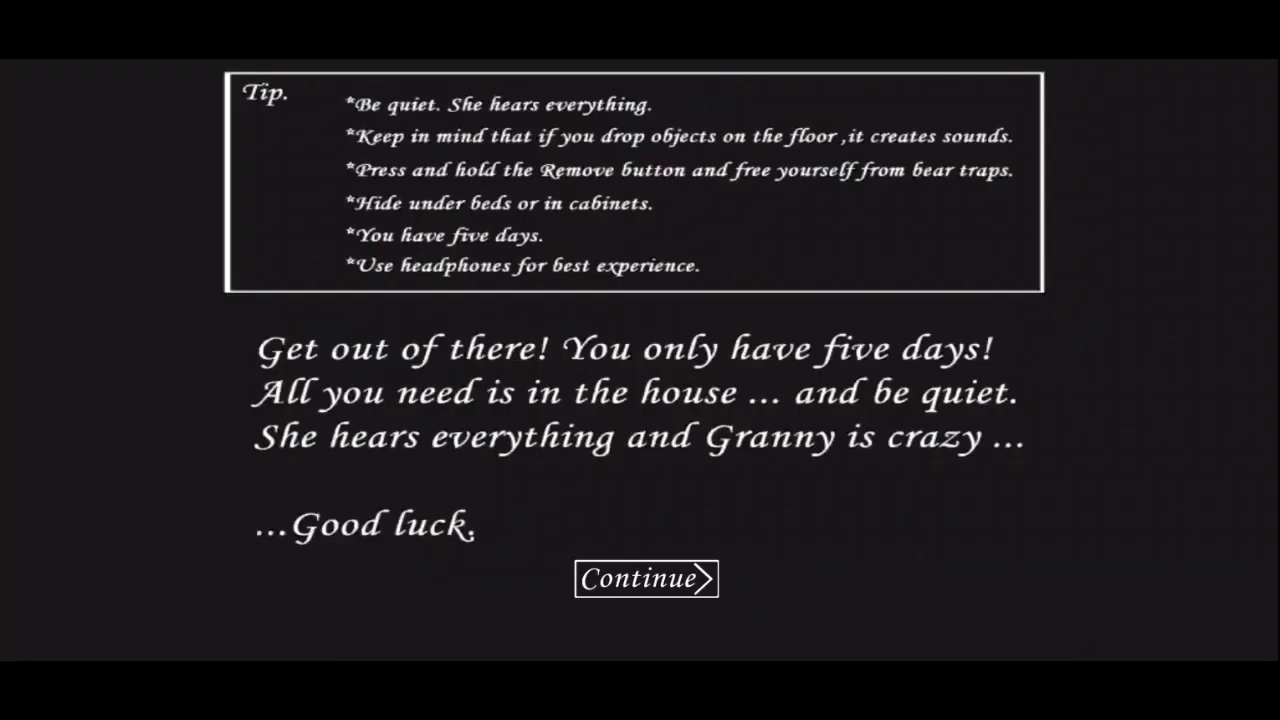 Tip.
*Be quiet. She hears everything.
*Keep in mind that if you drop objects on the floor ,it creates sounds.
*Press and hold the Remove button and free yourself from bear traps.
*Hide under beds or in cabinets.
*You have five days.
*Use headphones for best experience.
Get out of there! You only have five days!
All you need is in the house ... and be quiet.
She hears everything and Granny is crazy ...
...Good luck.
Continue>